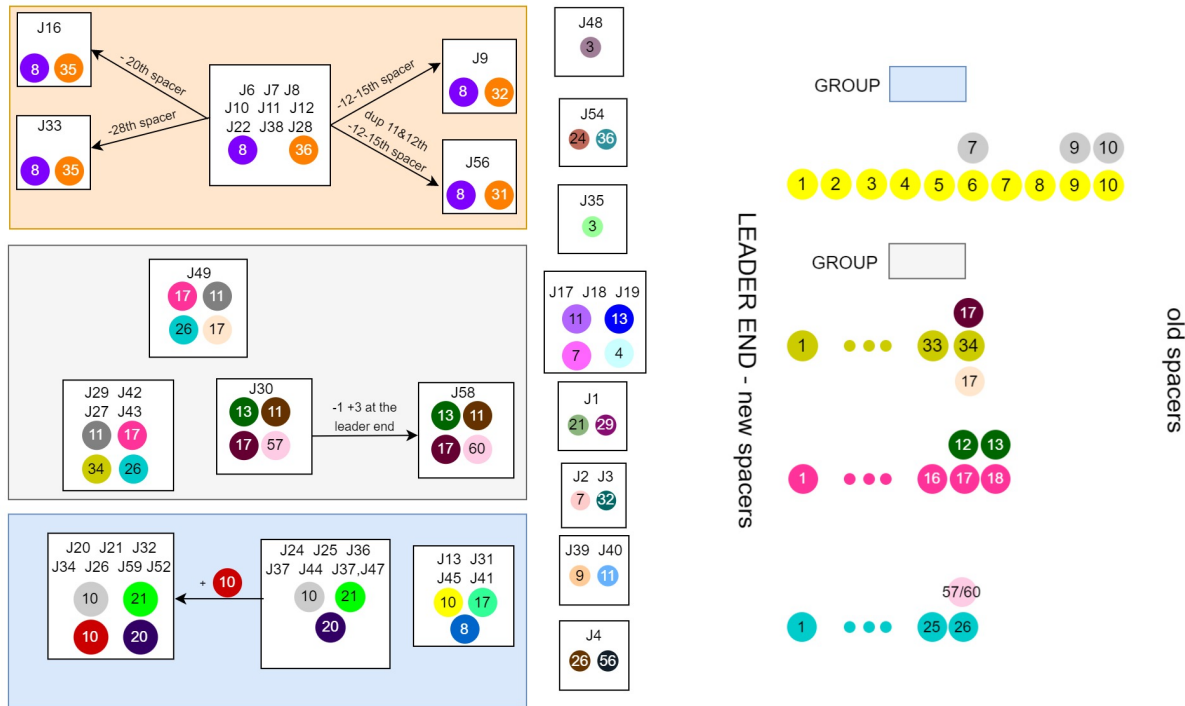 J16
8 35
- 20th spacer
J33
8 35
-28th spacer
J6 J7 J8
J10 J11 J12
J22 J38 J28
8 36
-12-15th spacer
J9
8 32
dup 11&12th
-12-15th spacer
J56
8 31
J49
17 11
26 17
J29 J42
J27 J43
11 17
34 26
J30
13 11
17 57
-1 +3 at the
leader end
J58
13 11
17 60
J20 J21 J32
J34 J26 J59 J52
10 21
10 20
+ 10
J24 J25 J36
J37 J44 J37,J47
10 21
20
J13 J31
J45 J41
10 17
8
J48
3
J54
24 36
J35
3
J17 J18 J19
11 13
7 4
J1
21 29
J2 J3
7 32
J39 J40
9 11
J4
26 56
LEADER END - new spacers
GROUP
7 9 10
1 2 3 4 5 6 7 8 9 10
GROUP
17
1 33 34
17
12 13
1 16 17 18
57/60
1 25 26
old spacers